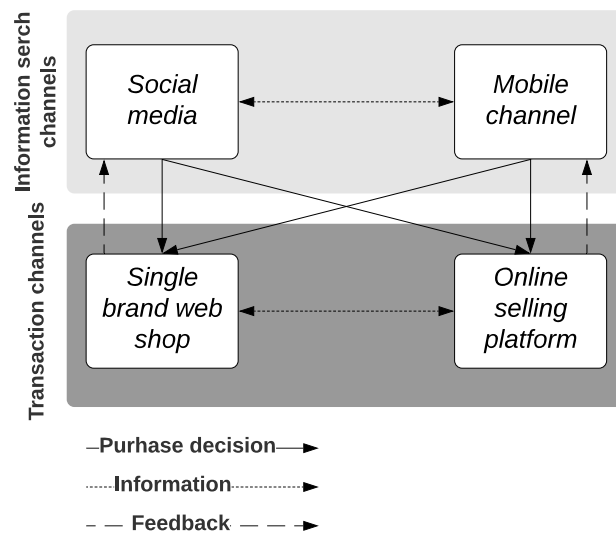 Information serch
channels
Social
media
Mobile
channel
Transaction channels
Single
brand web
shop
Online
selling
platform
Purhase decision
Information
Feedback